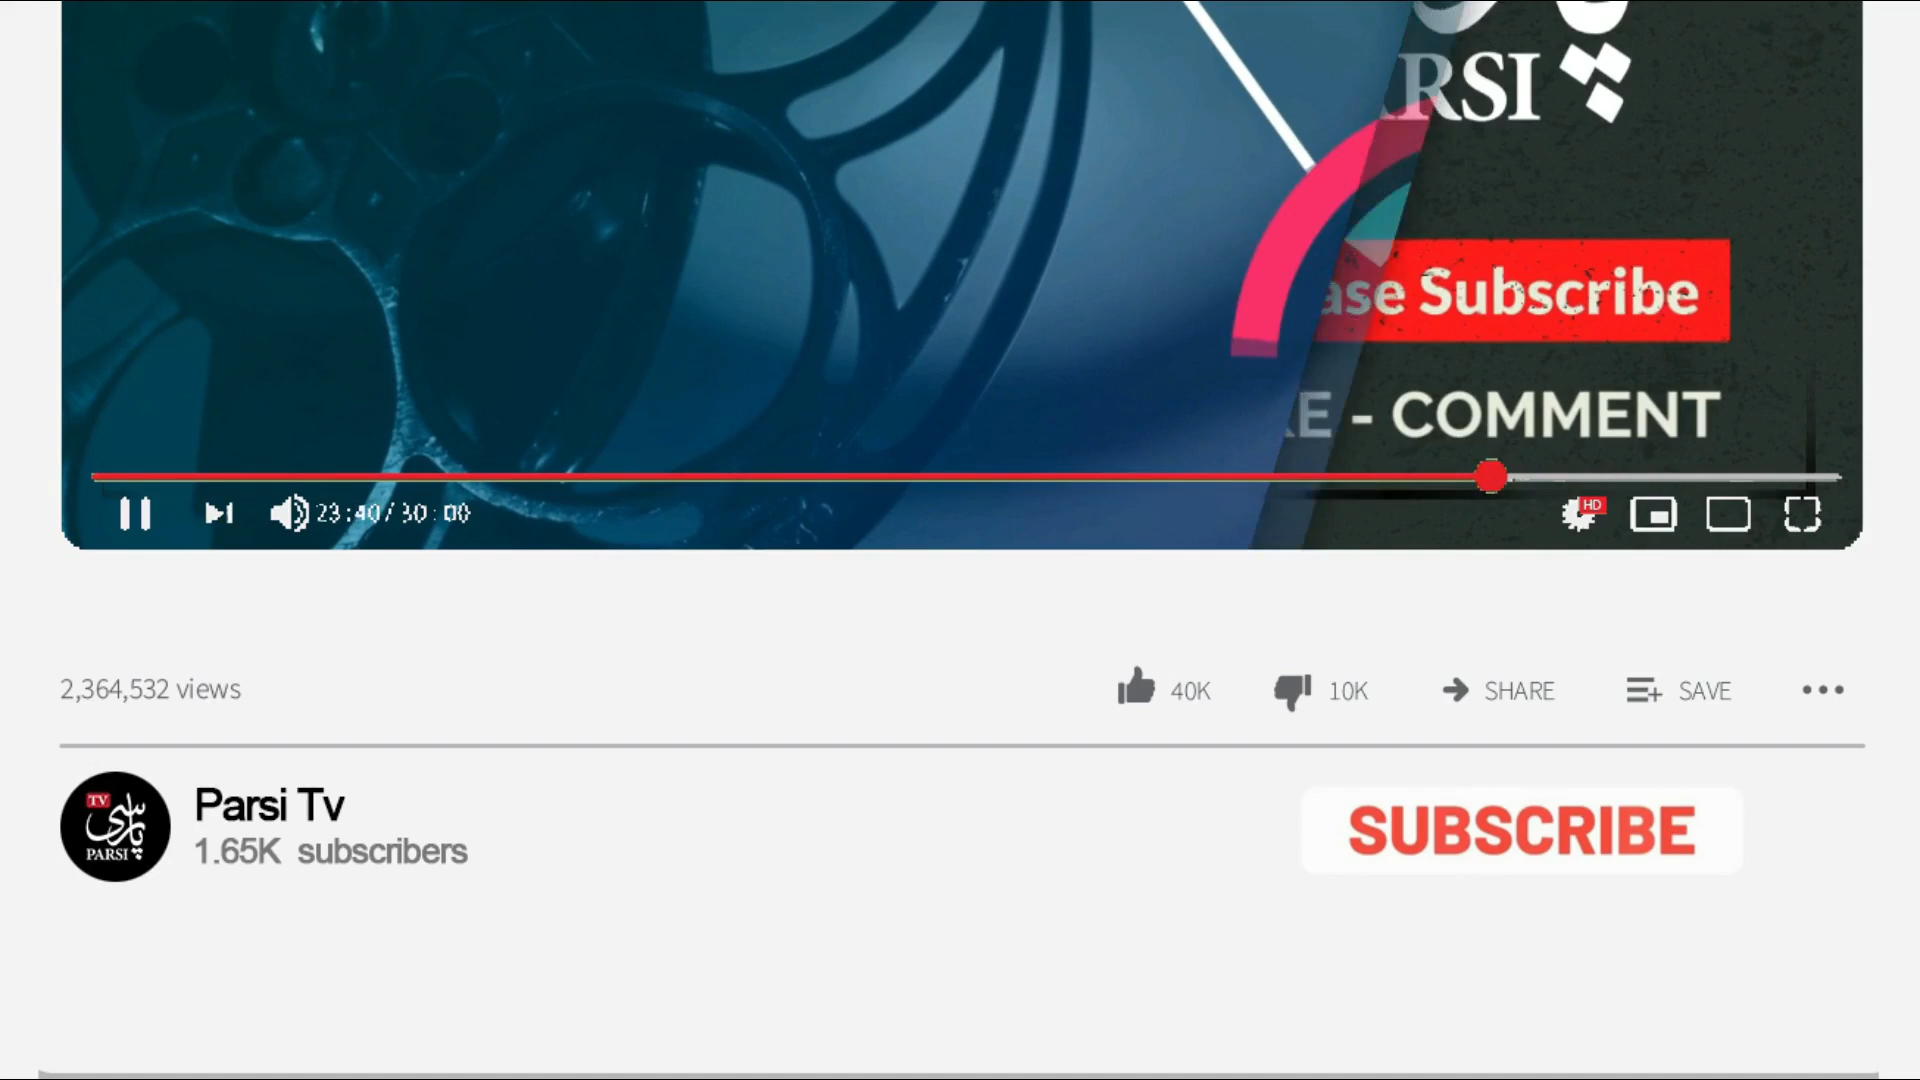 RSI
ase Subscribe
E - COMMENT
23:40/30:00
HD
2,364,532 views
40K
10K
SHARE
SAVE
TV
پارسی
PARSI
Parsi Tv
1.65K subscribers
SUBSCRIBE